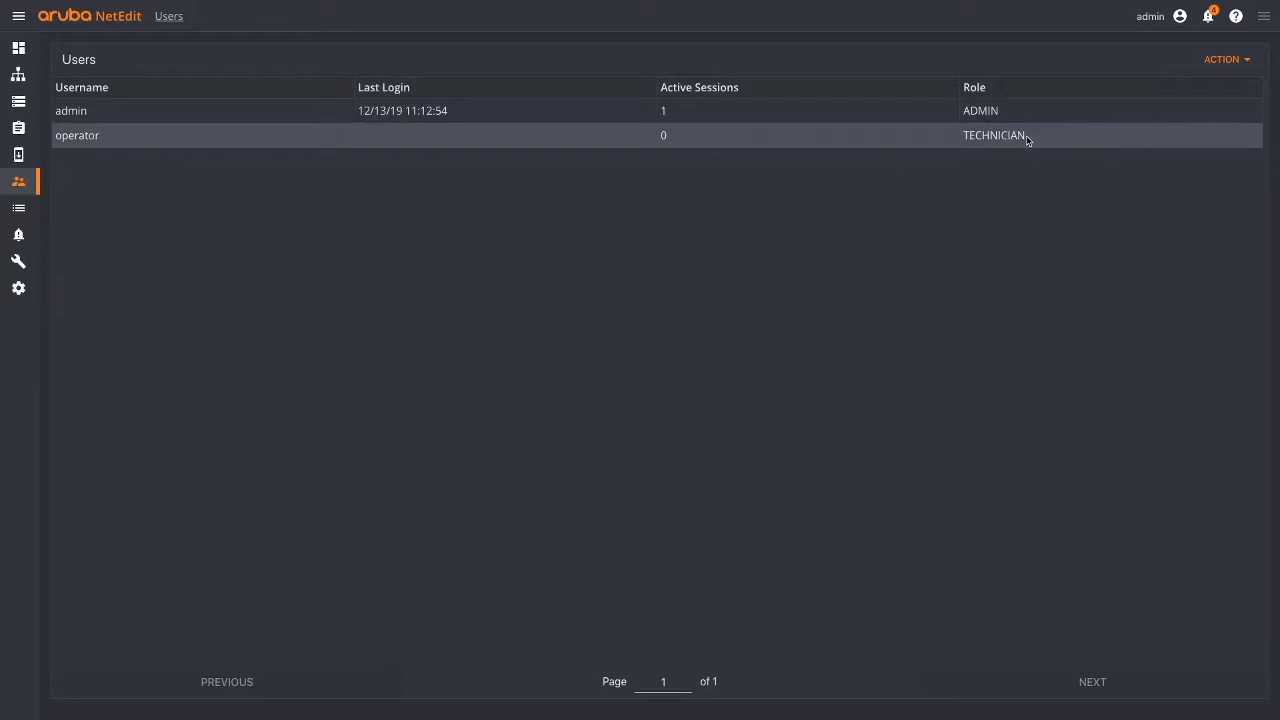 aruba NetEdit Users admin 4
Users ACTION
Username Last Login Active Sessions Role
admin 12/13/19 11:12:54 1 ADMIN
operator 0 TECHNICIAN
PREVIOUS Page 1 of 1 NEXT